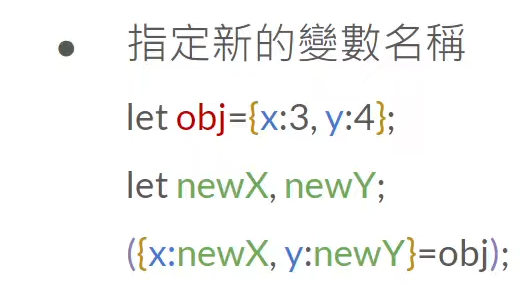 ● 指定新的變數名稱
let obj={x:3, y:4};
let newX, newY;
({x:newX, y:newY}=obj);